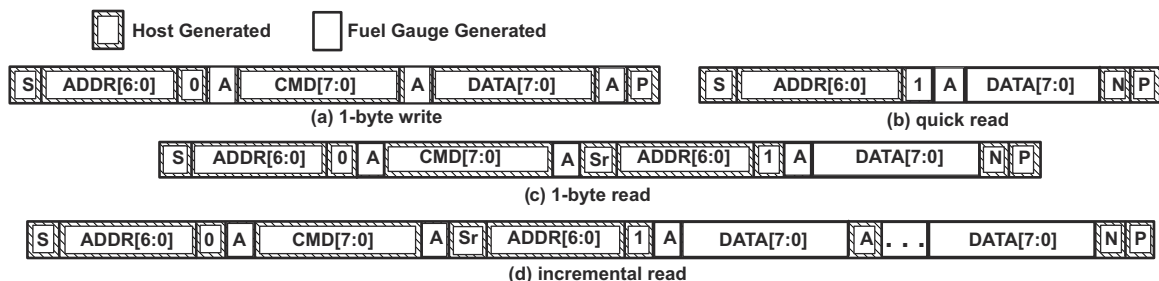 Host Generated Fuel Gauge Generated
S ADDR[6:0] 0 A CMD[7:0] A DATA[7:0] A P
(a) 1-byte write
S ADDR[6:0] 1 A DATA[7:0] N P
(b) quick read
S ADDR[6:0] 0 A CMD[7:0] A Sr ADDR[6:0] 1 A DATA[7:0] N P
(c) 1-byte read
S ADDR[6:0] 0 A CMD[7:0] A Sr ADDR[6:0] 1 A DATA[7:0] A . . . DATA[7:0] N P
(d) incremental read